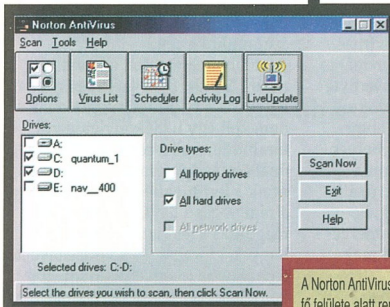 Norton AntiVirus
Scan Tools Help
Options Virus List Scheduler Activity Log LiveUpdate
Drives:
A:
C: quantum_1
D:
E: nav__400
Drive types:
All floppy drives
All hard drives
All network drives
Scan Now
Exit
Help
Selected drives: C:-D:
Select the drives you wish to scan, then click Scan Now.
A Norton AntiVirus
fő felülete alatt